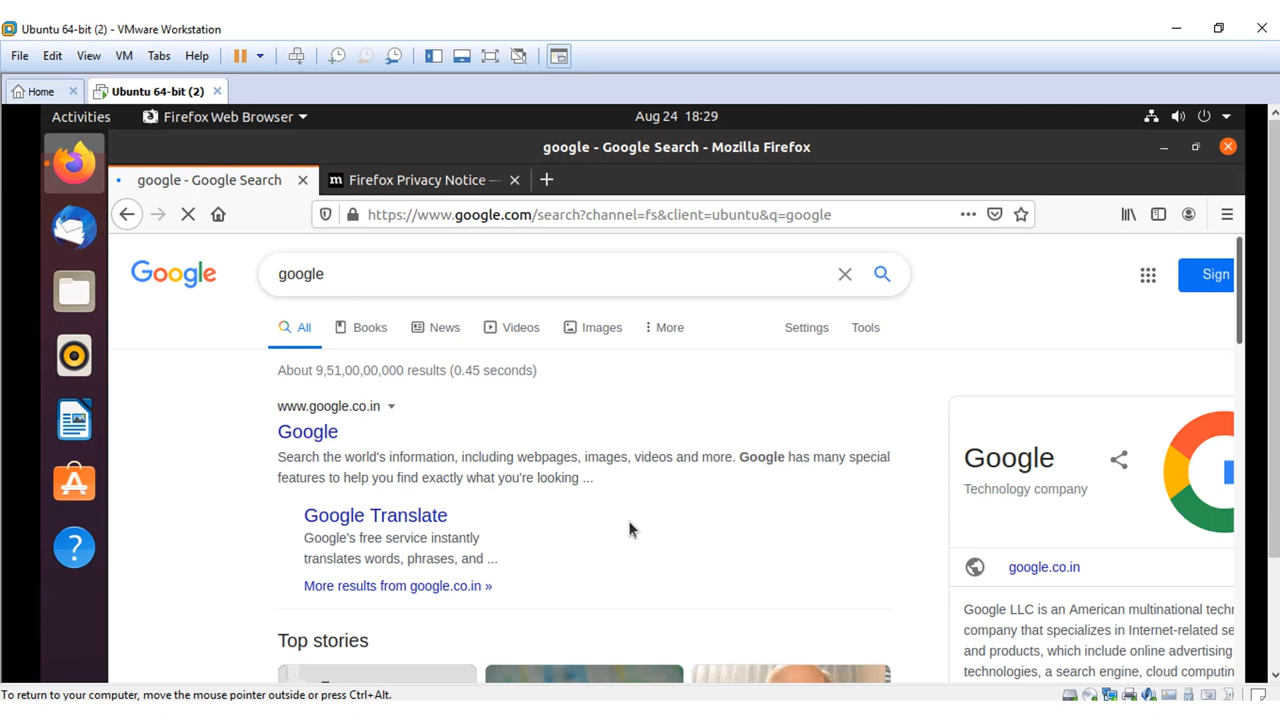 Ubuntu 64-bit (2) - VMware Workstation
File Edit View VM Tabs Help
Home Ubuntu 64-bit (2)
Activities Firefox Web Browser Aug 24 18:29
google - Google Search - Mozilla Firefox
google - Google Search m Firefox Privacy Notice —
https://www.google.com/search?channel=fs&client=ubuntu&q=google
Google google Sign
All Books News Videos Images More Settings Tools
About 9,51,00,00,000 results (0.45 seconds)
www.google.co.in
Google
Search the world's information, including webpages, images, videos and more. Google has many special
features to help you find exactly what you're looking ...
Google Translate
Google's free service instantly
translates words, phrases, and ...
More results from google.co.in »
Top stories
Google
Technology company
google.co.in
Google LLC is an American multinational techn
company that specializes in Internet-related se
and products, which include online advertising
technologies, a search engine, cloud computin
To return to your computer, move the mouse pointer outside or press Ctrl+Alt.